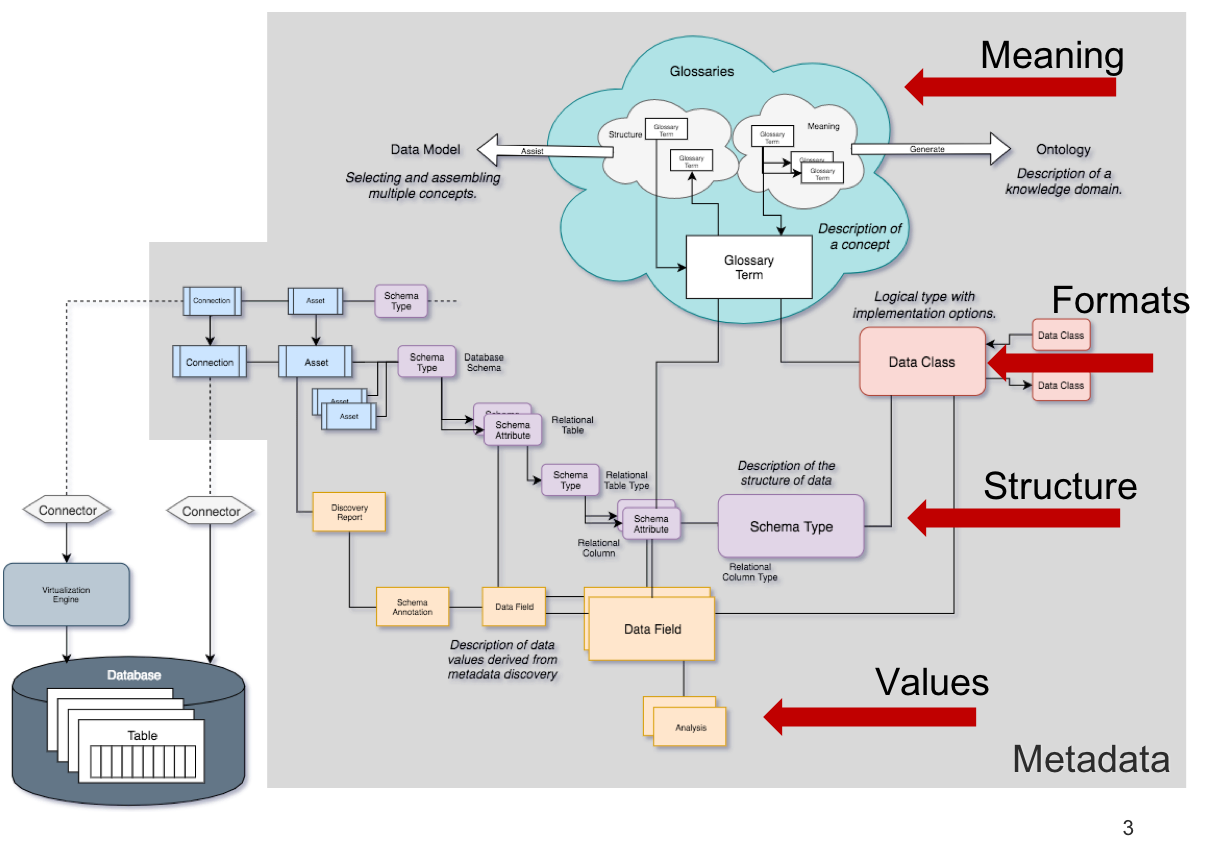 Meaning
Glossaries
Structure
Glossary
Term
Glossary
Term
Glossary
Term
Meaning
Glossary
Glossary
Term
Data Model
Assist
Generate
Ontology
Selecting and assembling
multiple concepts.
Description of a
knowledge domain.
Description of
a concept
Glossary
Term
Connection
Asset
Schema
Type
Logical type with
implementation options.
Formats
Connection
Asset
Schema
Type
Database
Schema
Data Class
Data Class
Data Class
Asset
Asset
Schema
Schema
Attribute
Relational
Table
Schema
Type
Relational
Table Type
Description of the
structure of data
Structure
Connector
Connector
Discovery
Report
Schema
Attribute
Schema Type
Relational
Column
Relational
Column Type
Virtualization
Engine
Schema
Annotation
Data Field
Data Field
Description of data
values derived from
metadata discovery
Values
Database
Table
Analysis
Metadata
3